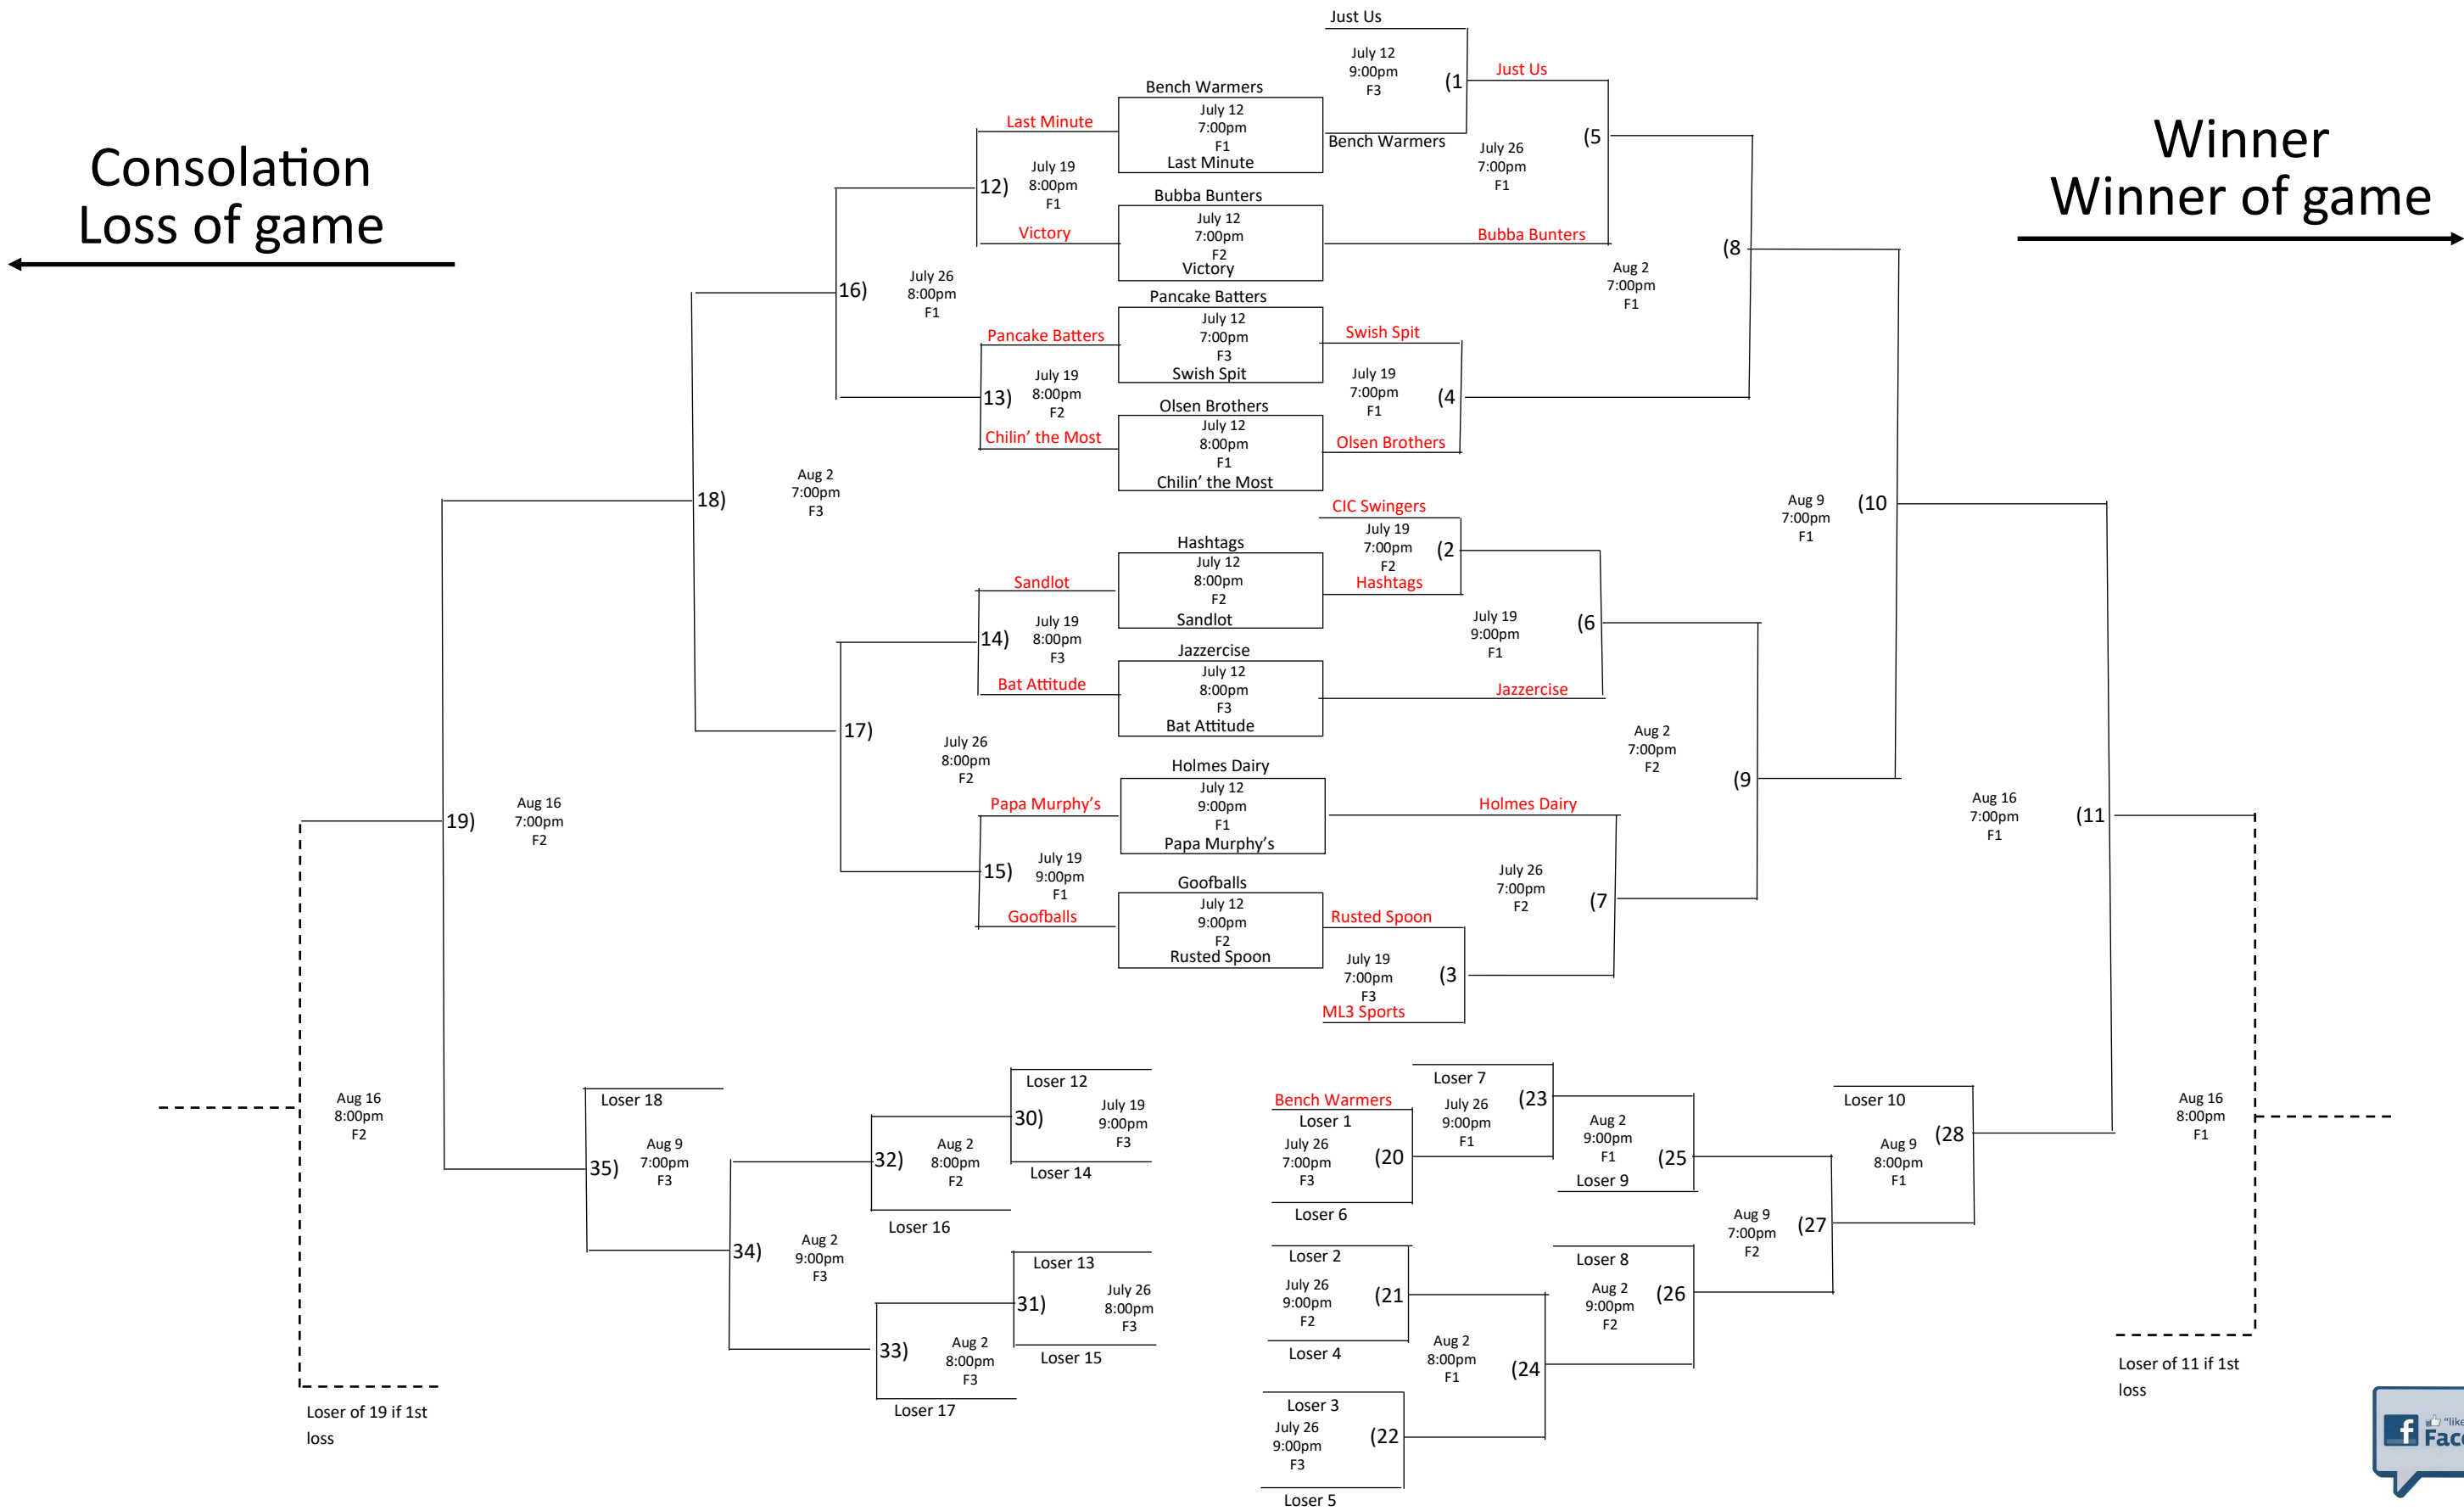 Consolation
Loss of game
Winner
Winner of game
Just Us
July 12
9:00pm
F3
(1
Bench Warmers
Just Us
July 26
7:00pm
F1
(5
Bubba Bunters
Bench Warmers
July 12
7:00pm
F1
Last Minute
Bubba Bunters
July 12
7:00pm
F2
Victory
Pancake Batters
July 12
7:00pm
F3
Swish Spit
Olsen Brothers
July 12
8:00pm
F1
Chilin’ the Most
Hashtags
July 12
8:00pm
F2
Sandlot
Jazzercise
July 12
8:00pm
F3
Bat Attitude
Holmes Dairy
July 12
9:00pm
F1
Papa Murphy’s
Goofballs
July 12
9:00pm
F2
Rusted Spoon
Last Minute
12)
July 19
8:00pm
F1
Victory
16)
July 26
8:00pm
F1
Pancake Batters
13)
July 19
8:00pm
F2
Chilin’ the Most
18)
Aug 2
7:00pm
F3
Sandlot
14)
July 19
8:00pm
F3
Bat Attitude
17)
July 26
8:00pm
F2
Papa Murphy’s
15)
July 19
9:00pm
F1
Goofballs
19)
Aug 16
7:00pm
F2
Swish Spit
July 19
7:00pm
F1
(4
Olsen Brothers
Aug 2
7:00pm
F1
(8
CIC Swingers
July 19
7:00pm
F2
(2
Hashtags
July 19
9:00pm
F1
(6
Jazzercise
Aug 9
7:00pm
F1
(10
Aug 2
7:00pm
F2
(9
Holmes Dairy
July 26
7:00pm
F2
(7
Rusted Spoon
July 19
7:00pm
F3
(3
ML3 Sports
Aug 16
7:00pm
F1
(11
Aug 16
8:00pm
F2
Loser of 19 if 1st
loss
Loser 18
35)
Aug 9
7:00pm
F3
34)
Aug 2
9:00pm
F3
32)
Aug 2
8:00pm
F2
Loser 16
Loser 12
30)
July 19
9:00pm
F3
Loser 14
Loser 13
31)
July 26
8:00pm
F3
Loser 15
33)
Aug 2
8:00pm
F3
Loser 17
Bench Warmers
Loser 1
July 26
7:00pm
F3
(20
Loser 6
Loser 7
July 26
9:00pm
F1
(23
Aug 2
9:00pm
F1
(25
Loser 9
Loser 2
July 26
9:00pm
F2
(21
Loser 4
Loser 3
July 26
9:00pm
F3
(22
Loser 5
Aug 2
8:00pm
F1
(24
Loser 8
Aug 2
9:00pm
F2
(26
Aug 9
7:00pm
F2
(27
Loser 10
Aug 9
8:00pm
F1
(28
Aug 16
8:00pm
F1
Loser of 11 if 1st
loss
f
"like
Face